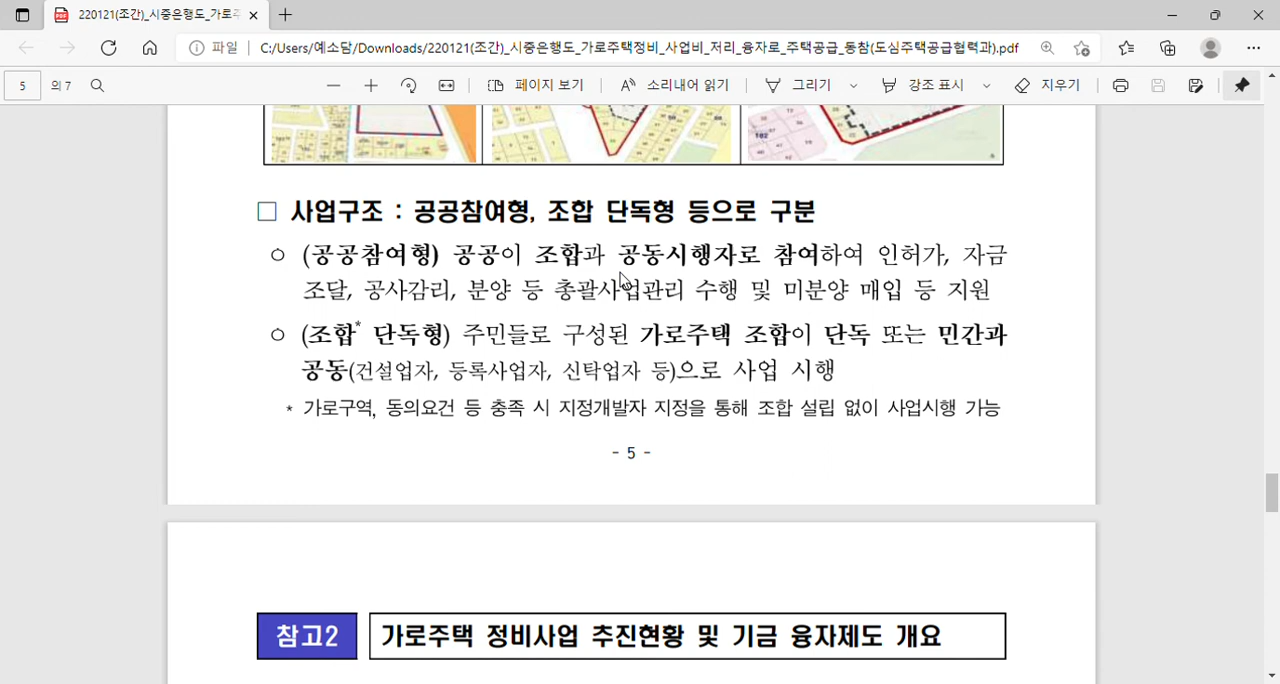 220121(조간)_시중은행도_가로주
파일
C:/Users/예소담/Downloads/220121(조간)_시중은행도_가로주택정비_사업비_저리_융자로_주택공급_동참(도심주택공급협력과).pdf
5 의 7
페이지 보기
소리내어 읽기
그리기
강조 표시
지우기
□ 사업구조 : 공공참여형, 조합 단독형 등으로 구분
○ (공공참여형) 공공이 조합과 공동시행자로 참여하여 인허가, 자금
조달, 공사감리, 분양 등 총괄사업관리 수행 및 미분양 매입 등 지원
○ (조합* 단독형) 주민들로 구성된 가로주택 조합이 단독 또는 민간과
공동(건설업자, 등록사업자, 신탁업자 등)으로 사업 시행
* 가로구역, 동의요건 등 충족 시 지정개발자 지정을 통해 조합 설립 없이 사업시행 가능
- 5 -
참고2
가로주택 정비사업 추진현황 및 기금 융자제도 개요